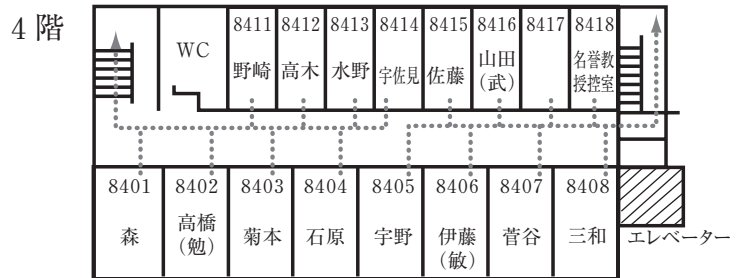 4 階
WC
8411 8412 8413 8414 8415 8416 8417 8418
野崎 高木 水野 宇佐見 佐藤 山田 名誉教
(武) 授控室
8401 8402 8403 8404 8405 8406 8407 8408
森 高橋 菊本 石原 宇野 伊藤 菅谷 三和 エレベーター
(勉) (敏)